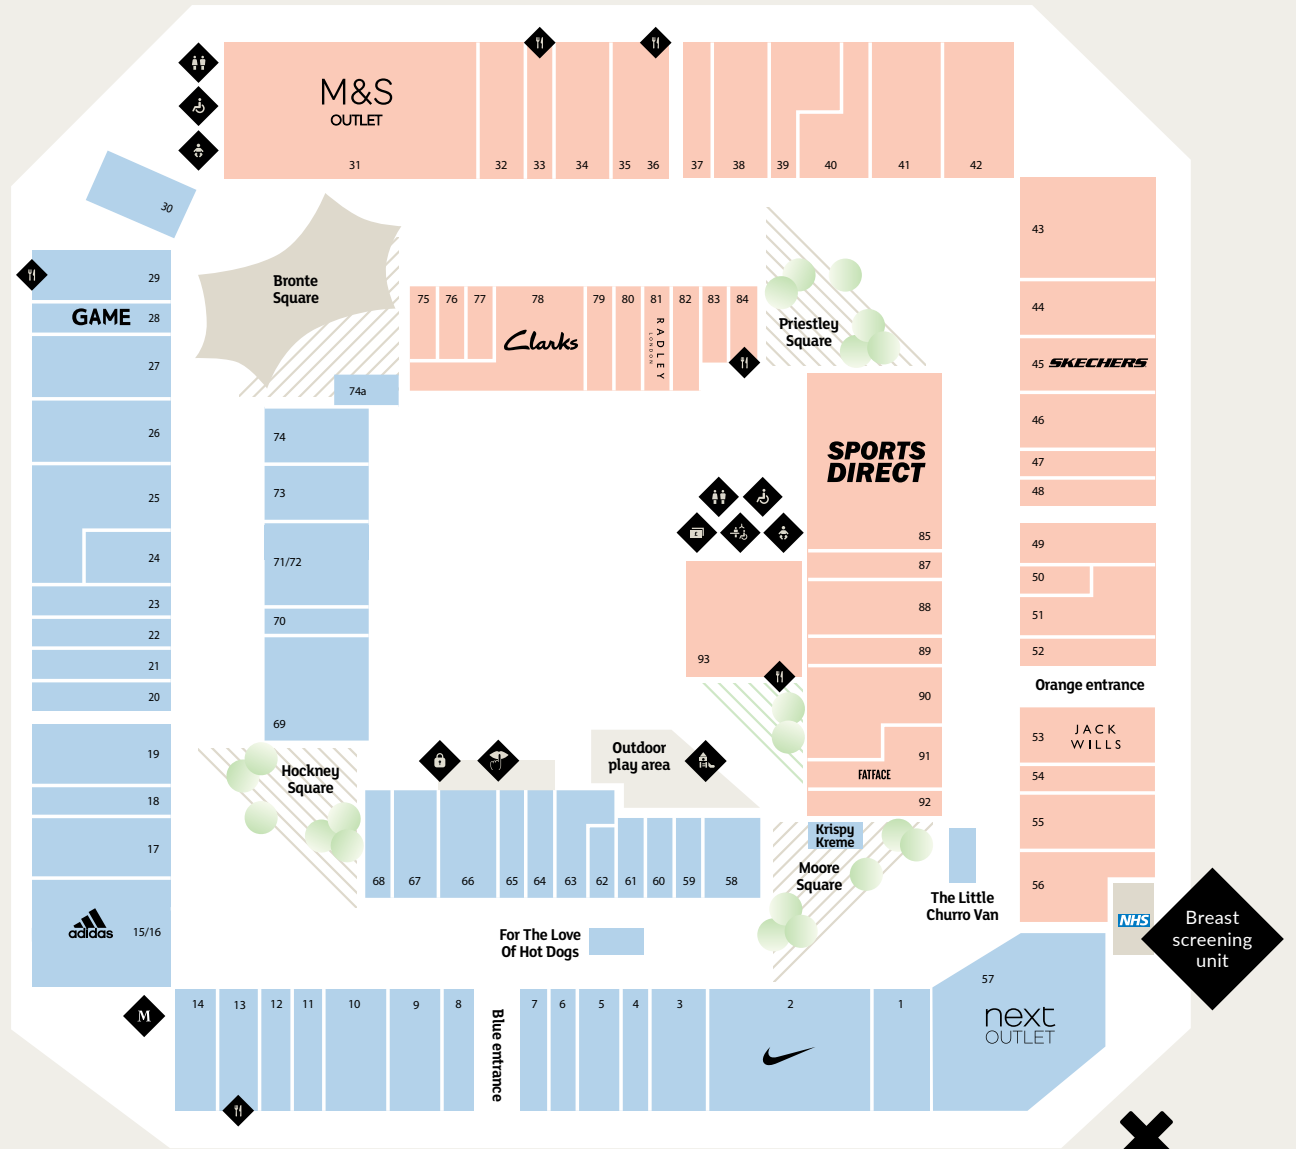 M&S
OUTLET
31
32
33
34
35
36
37
38
39
40
41
42
30
29
GAME
28
27
26
25
24
23
22
21
20
19
18
17
adidas
15/16
M
Bronte
Square
75
76
77
78
79
80
81
82
83
84
Clarks
RADLEY
LONDON
Priestley
Square
43
44
45
SKECHERS
46
47
48
49
50
51
52
Orange entrance
53
JACK
WILLS
54
55
56
NHS
Breast
screening
unit
74a
74
73
71/72
70
69
SPORTS
DIRECT
85
87
88
89
90
91
FATFACE
92
93
Hockney
Square
Outdoor
play area
68
67
66
65
64
63
62
61
60
59
58
Krispy
Kreme
Moore
Square
The Little
Churro Van
For The Love
Of Hot Dogs
14
13
12
11
10
9
8
Blue entrance
7
6
5
4
3
2
1
57
next
OUTLET